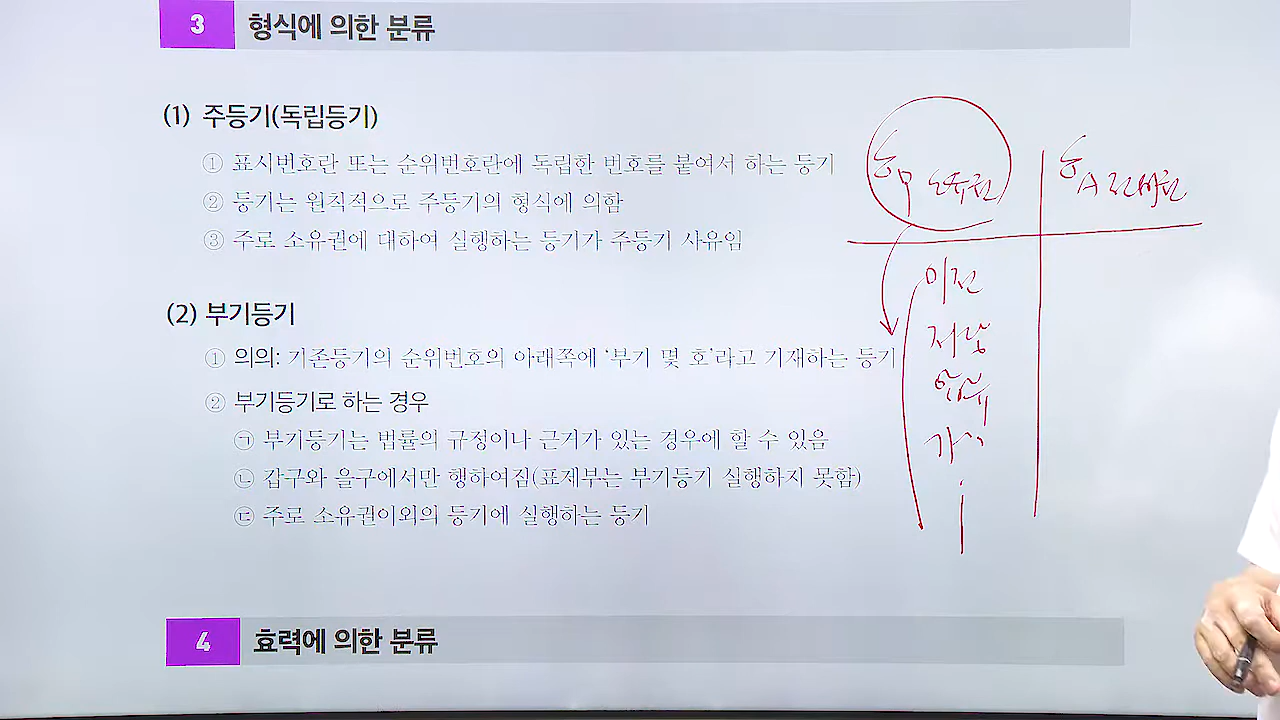 3 형식에 의한 분류
(1) 주등기(독립등기)
① 표시번호란 또는 순위번호란에 독립한 번호를 붙여서 하는 등기
② 등기는 원칙적으로 주등기의 형식에 의함
③ 주로 소유권에 대하여 실행하는 등기가 주등기 사유임
(2) 부기등기
① 의의: 기존등기의 순위번호의 아래쪽에 '부기 몇 호'라고 기재하는 등기
② 부기등기로 하는 경우
㉠ 부기등기는 법률의 규정이나 근거가 있는 경우에 할 수 있음
㉡ 갑구와 을구에서만 행하여짐(표제부는 부기등기 실행하지 못함)
㉢ 주로 소유권이외의 등기에 실행하는 등기
4 효력에 의한 분류
소유권
A 전세권
이전
저당
압류